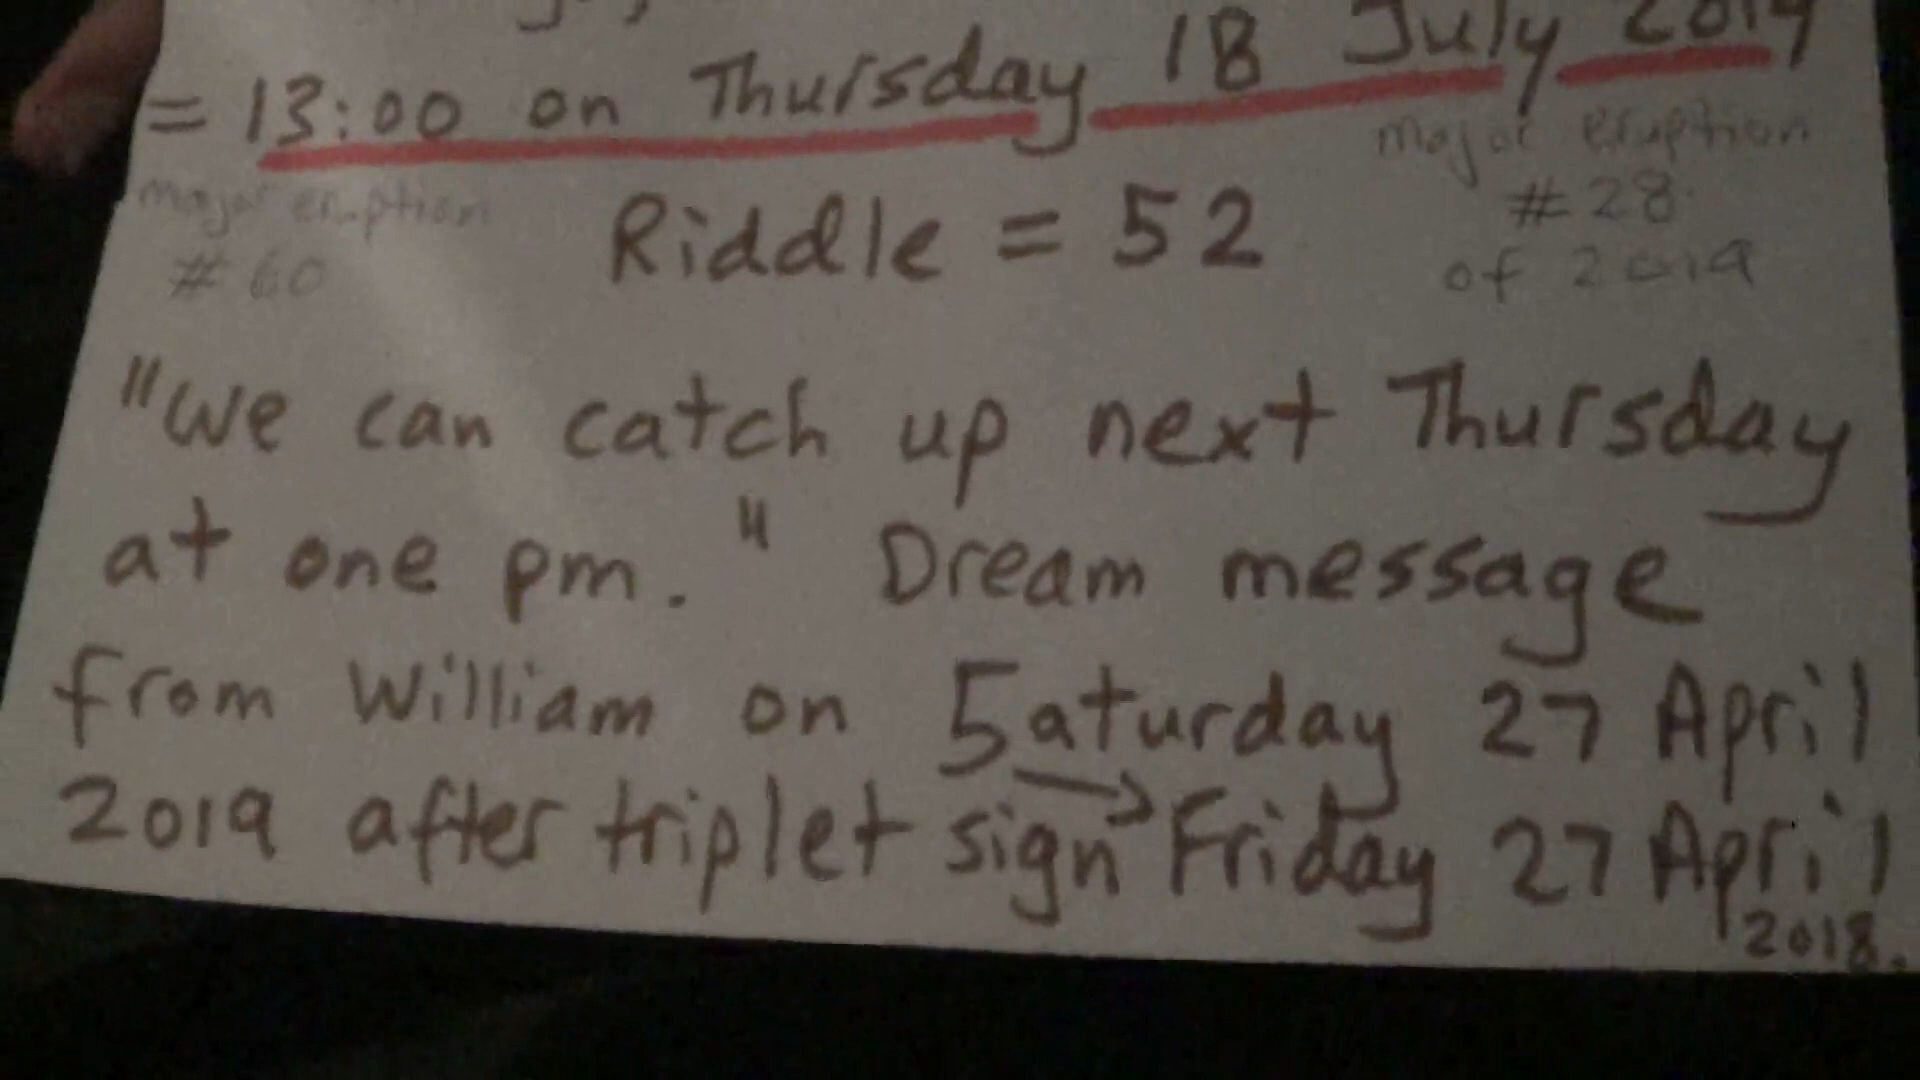 = 13:00 on Thursday 18 July 2019
major eruption
#60
major eruption
#28
of 2019
Riddle = 52
"We can catch up next Thursday
at one pm." Dream message
from William on Saturday 27 April
2019 after triplet sign → Friday 27 April
2018.